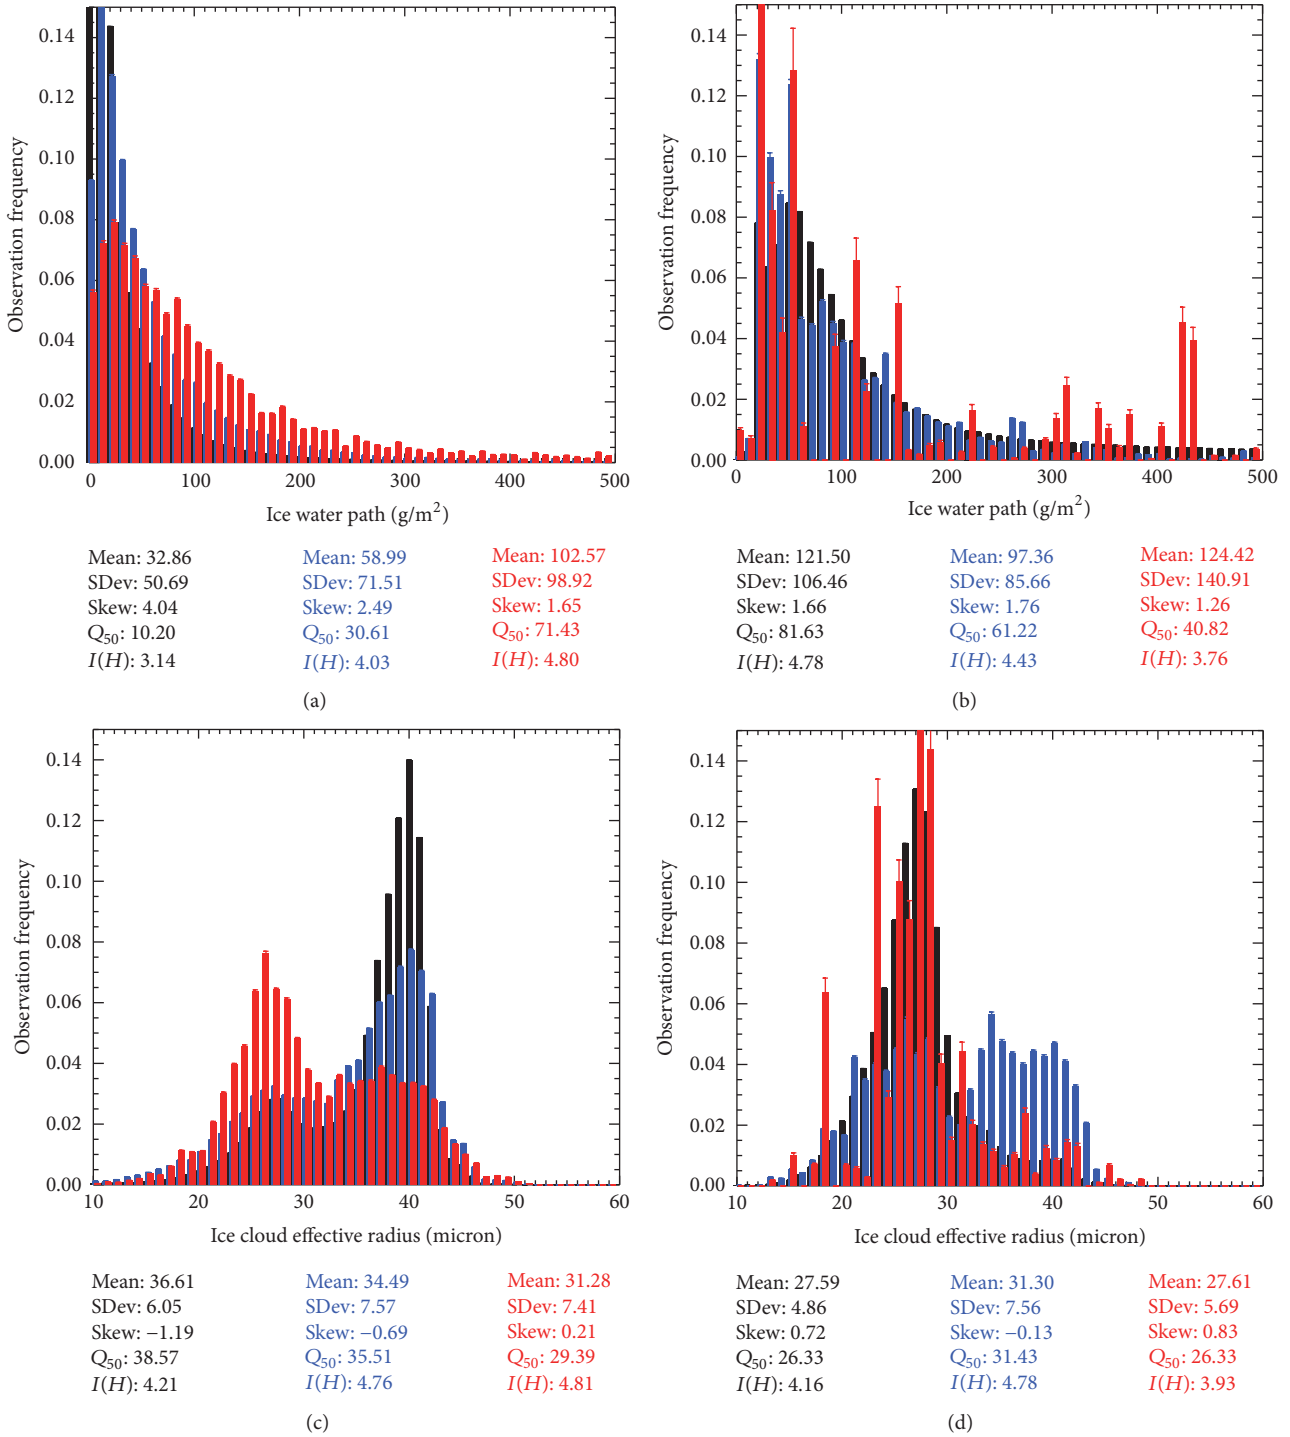 0.14
0.12
0.10
0.08
0.06
0.04
0.02
0.00
Observation frequency
0 100 200 300 400 500
Ice water path (g/m²)
Mean: 32.86 Mean: 58.99 Mean: 102.57
SDev: 50.69 SDev: 71.51 SDev: 98.92
Skew: 4.04 Skew: 2.49 Skew: 1.65
Q₅₀: 10.20 Q₅₀: 30.61 Q₅₀: 71.43
I(H): 3.14 I(H): 4.03 I(H): 4.80
(a)
0.14
0.12
0.10
0.08
0.06
0.04
0.02
0.00
Observation frequency
0 100 200 300 400 500
Ice water path (g/m²)
Mean: 121.50 Mean: 97.36 Mean: 124.42
SDev: 106.46 SDev: 85.66 SDev: 140.91
Skew: 1.66 Skew: 1.76 Skew: 1.26
Q₅₀: 81.63 Q₅₀: 61.22 Q₅₀: 40.82
I(H): 4.78 I(H): 4.43 I(H): 3.76
(b)
0.14
0.12
0.10
0.08
0.06
0.04
0.02
0.00
Observation frequency
10 20 30 40 50 60
Ice cloud effective radius (micron)
Mean: 36.61 Mean: 34.49 Mean: 31.28
SDev: 6.05 SDev: 7.57 SDev: 7.41
Skew: −1.19 Skew: −0.69 Skew: 0.21
Q₅₀: 38.57 Q₅₀: 35.51 Q₅₀: 29.39
I(H): 4.21 I(H): 4.76 I(H): 4.81
(c)
0.14
0.12
0.10
0.08
0.06
0.04
0.02
0.00
Observation frequency
10 20 30 40 50 60
Ice cloud effective radius (micron)
Mean: 27.59 Mean: 31.30 Mean: 27.61
SDev: 4.86 SDev: 7.56 SDev: 5.69
Skew: 0.72 Skew: −0.13 Skew: 0.83
Q₅₀: 26.33 Q₅₀: 31.43 Q₅₀: 26.33
I(H): 4.16 I(H): 4.78 I(H): 3.93
(d)